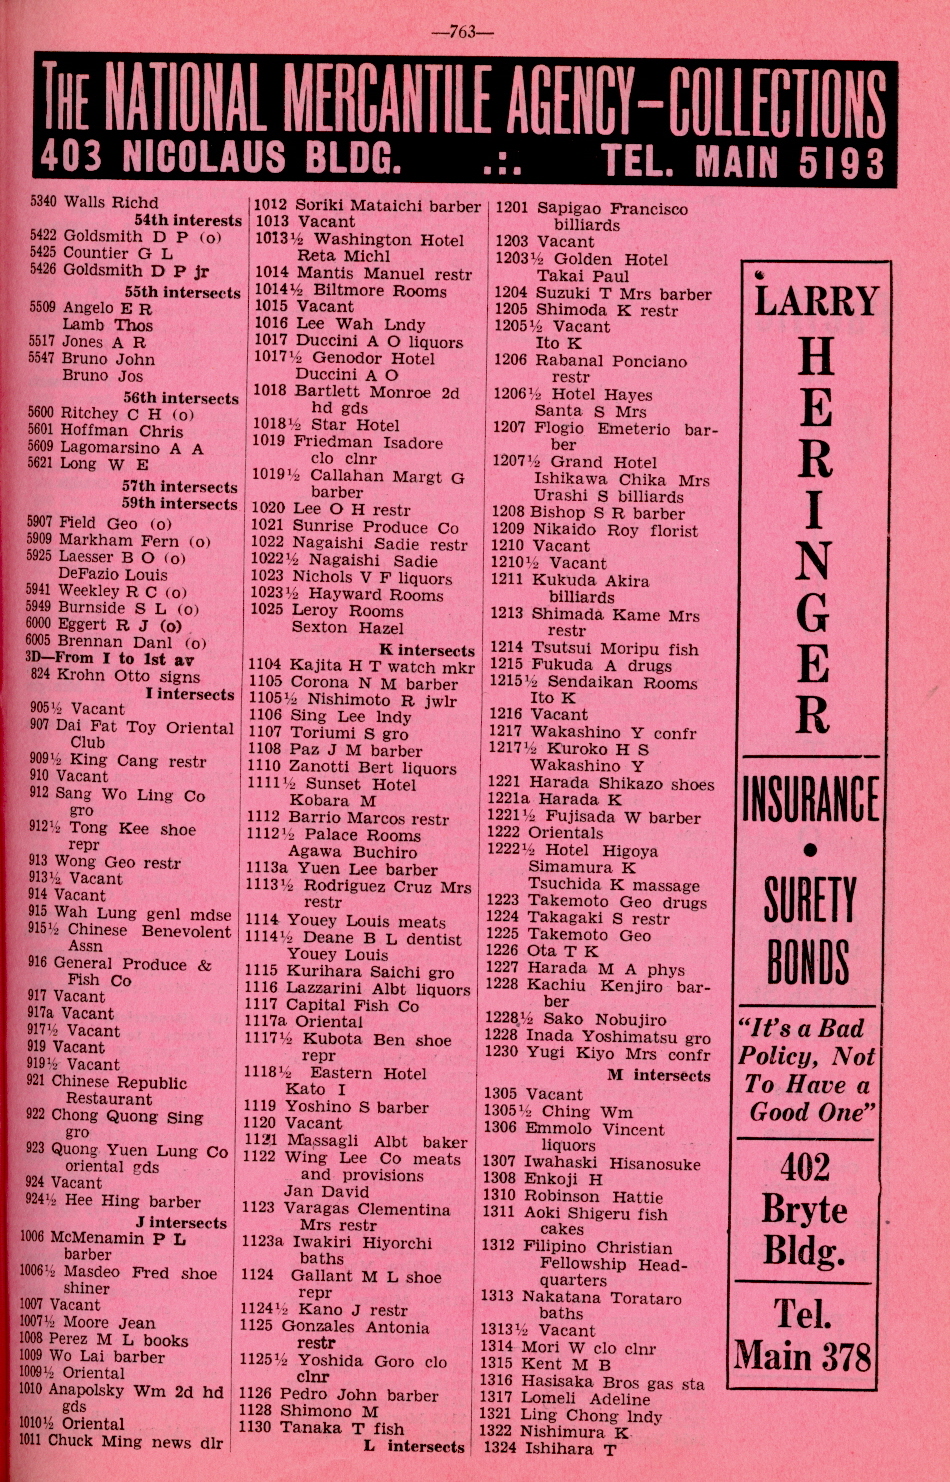 —763—
THE NATIONAL MERCANTILE AGENCY–COLLECTIONS
403 NICOLAUS BLDG. .:. TEL. MAIN 5193
5340 Walls Richd
54th interests
5422 Goldsmith D P (o)
5425 Countier G L
5426 Goldsmith D P jr
55th intersects
5509 Angelo E R
Lamb Thos
5517 Jones A R
5547 Bruno John
Bruno Jos
56th intersects
5600 Ritchey C H (o)
5601 Hoffman Chris
5609 Lagomarsino A A
5621 Long W E
57th intersects
59th intersects
5907 Field Geo (o)
5909 Markham Fern (o)
5925 Laesser B O (o)
DeFazio Louis
5941 Weekley R C (o)
5949 Burnside S L (o)
6000 Eggert R J (o)
6005 Brennan Danl (o)
3D—From I to 1st av
824 Krohn Otto signs
I intersects
905½ Vacant
907 Dai Fat Toy Oriental
Club
909½ King Cang restr
910 Vacant
912 Sang Wo Ling Co
gro
912½ Tong Kee shoe
repr
913 Wong Geo restr
913½ Vacant
914 Vacant
915 Wah Lung genl mdse
915½ Chinese Benevolent
Assn
916 General Produce &
Fish Co
917 Vacant
917a Vacant
917½ Vacant
919 Vacant
919½ Vacant
921 Chinese Republic
Restaurant
922 Chong Quong Sing
gro
923 Quong Yuen Lung Co
oriental gds
924 Vacant
924½ Hee Hing barber
J intersects
1006 McMenamin P L
barber
1006½ Masdeo Fred shoe
shiner
1007 Vacant
1007½ Moore Jean
1008 Perez M L books
1009 Wo Lai barber
1009½ Oriental
1010 Anapolsky Wm 2d hd
gds
1010½ Oriental
1011 Chuck Ming news dlr
1012 Soriki Mataichi barber
1013 Vacant
1013½ Washington Hotel
Reta Michl
1014 Mantis Manuel restr
1014½ Biltmore Rooms
1015 Vacant
1016 Lee Wah Lndy
1017 Duccini A O liquors
1017½ Genodor Hotel
Duccini A O
1018 Bartlett Monroe 2d
hd gds
1018½ Star Hotel
1019 Friedman Isadore
clo clnr
1019½ Callahan Margt G
barber
1020 Lee O H restr
1021 Sunrise Produce Co
1022 Nagaishi Sadie restr
1022½ Nagaishi Sadie
1023 Nichols V F liquors
1023½ Hayward Rooms
1025 Leroy Rooms
Sexton Hazel
K intersects
1104 Kajita H T watch mkr
1105 Corona N M barber
1105½ Nishimoto R jwlr
1106 Sing Lee lndy
1107 Toriumi S gro
1108 Paz J M barber
1110 Zanotti Bert liquors
1111½ Sunset Hotel
Kobara M
1112 Barrio Marcos restr
1112½ Palace Rooms
Agawa Buchiro
1113a Yuen Lee barber
1113½ Rodriguez Cruz Mrs
restr
1114 Youey Louis meats
1114½ Deane B L dentist
Youey Louis
1115 Kurihara Saichi gro
1116 Lazzarini Albt liquors
1117 Capital Fish Co
1117a Oriental
1117½ Kubota Ben shoe
repr
1118½ Eastern Hotel
Kato I
1119 Yoshino S barber
1120 Vacant
1121 Massagli Albt baker
1122 Wing Lee Co meats
and provisions
Jan David
1123 Varagas Clementina
Mrs restr
1123a Iwakiri Hiyorchi
baths
1124 Gallant M L shoe
repr
1124½ Kano J restr
1125 Gonzales Antonia
restr
1125½ Yoshida Goro clo
clnr
1126 Pedro John barber
1128 Shimono M
1130 Tanaka T fish
L intersects
1201 Sapigao Francisco
billiards
1203 Vacant
1203½ Golden Hotel
Takai Paul
1204 Suzuki T Mrs barber
1205 Shimoda K restr
1205½ Vacant
Ito K
1206 Rabanal Ponciano
restr
1206½ Hotel Hayes
Santa S Mrs
1207 Flogio Emeterio bar-
ber
1207½ Grand Hotel
Ishikawa Chika Mrs
Urashi S billiards
1208 Bishop S R barber
1209 Nikaido Roy florist
1210 Vacant
1210½ Vacant
1211 Kukuda Akira
billiards
1213 Shimada Kame Mrs
restr
1214 Tsutsui Moripu fish
1215 Fukuda A drugs
1215½ Sendaikan Rooms
Ito K
1216 Vacant
1217 Wakashino Y confr
1217½ Kuroko H S
Wakashino Y
1221 Harada Shikazo shoes
1221a Harada K
1221½ Fujisada W barber
1222 Orientals
1222½ Hotel Higoya
Simamura K
Tsuchida K massage
1223 Takemoto Geo drugs
1224 Takagaki S restr
1225 Takemoto Geo
1226 Ota T K
1227 Harada M A phys
1228 Kachiu Kenjiro bar-
ber
1228½ Sako Nobujiro
1228 Inada Yoshimatsu gro
1230 Yugi Kiyo Mrs confr
M intersects
1305 Vacant
1305½ Ching Wm
1306 Emmolo Vincent
liquors
1307 Iwahaski Hisanosuke
1308 Enkoji H
1310 Robinson Hattie
1311 Aoki Shigeru fish
cakes
1312 Filipino Christian
Fellowship Head-
quarters
1313 Nakatana Torataro
baths
1313½ Vacant
1314 Mori W clo clnr
1315 Kent M B
1316 Hasisaka Bros gas sta
1317 Lomeli Adeline
1321 Ling Chong lndy
1322 Nishimura K
1324 Ishihara T
LARRY
H
E
R
I
N
G
E
R
INSURANCE
•
SURETY
BONDS
"It's a Bad
Policy, Not
To Have a
Good One"
402
Bryte
Bldg.
Tel.
Main 378